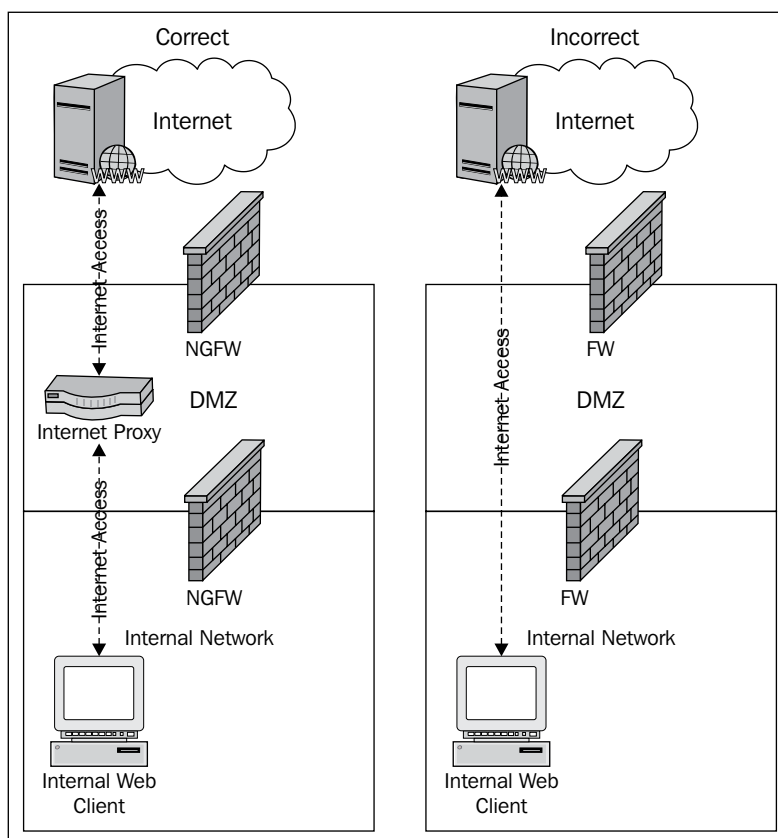 Correct
Internet
WWW
Internet Access
NGFW
DMZ
Internet Proxy
Internet Access
NGFW
Internal Network
Internal Web
Client
Incorrect
Internet
WWW
FW
Internet Access
DMZ
FW
Internal Network
Internal Web
Client